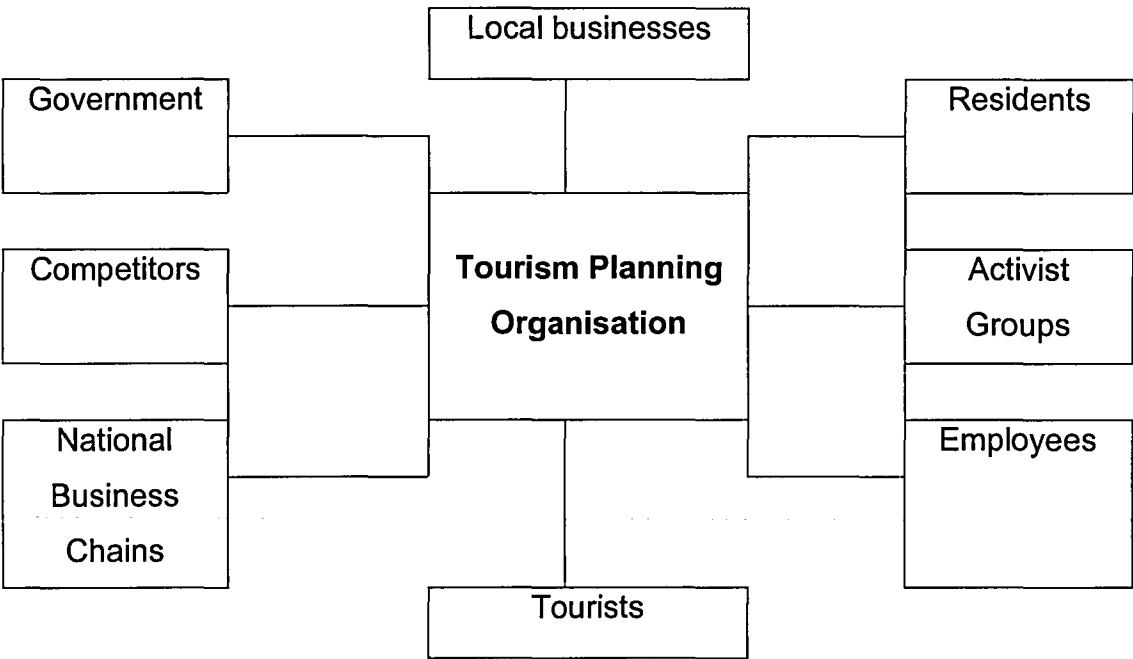 Local businesses
Government
Residents
Competitors
Tourism Planning
Organisation
Activist
Groups
National
Business
Chains
Employees
Tourists